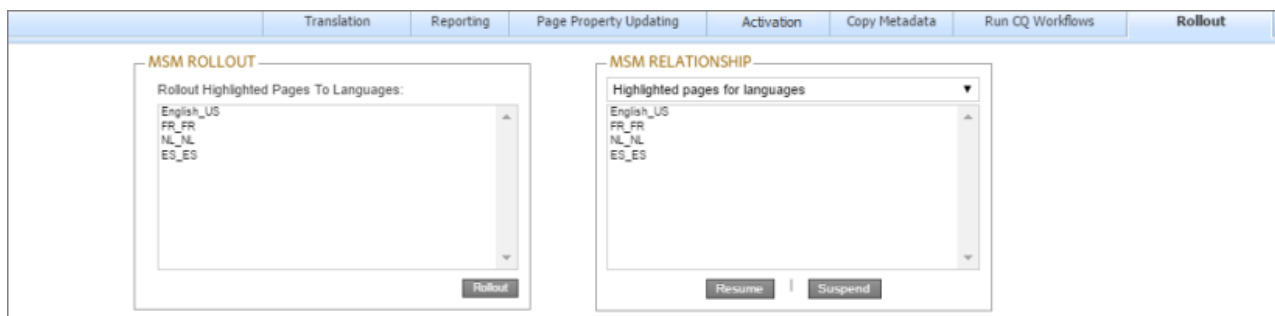 Translation Reporting Page Property Updating Activation Copy Metadata Run CQ Workflows Rollout
MSM ROLLOUT
Rollout Highlighted Pages To Languages:
English_US
FR_FR
NL_NL
ES_ES
Rollout
MSM RELATIONSHIP
Highlighted pages for languages
English_US
FR_FR
NL_NL
ES_ES
Resume | Suspend